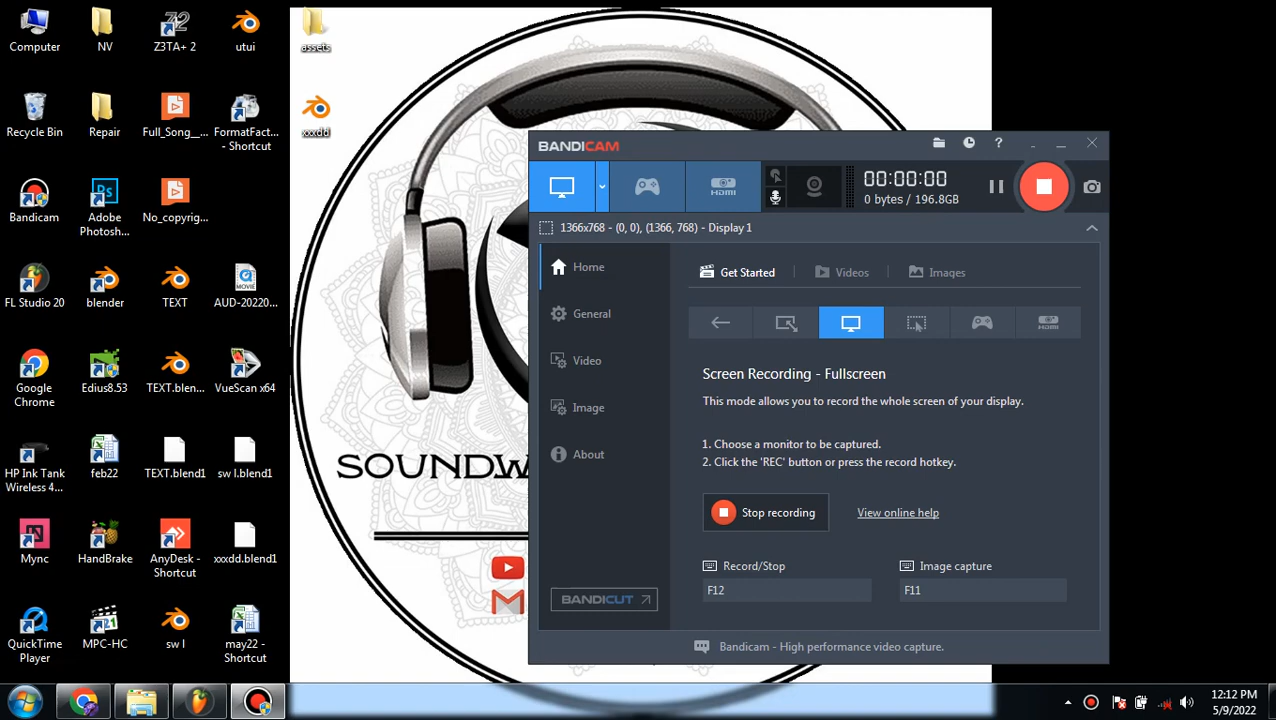 Computer
NV
Z3TA+ 2
utui
assets
Recycle Bin
Repair
Full_Song__...
FormatFact...
- Shortcut
xxxdd
Bandicam
Adobe
Photosh...
No_copyrig...
FL Studio 20
blender
TEXT
AUD-20220...
Google
Chrome
Edius8.53
TEXT.blen...
VueScan x64
HP Ink Tank
Wireless 4...
feb22
TEXT.blend1
sw l.blend1
Mync
HandBrake
AnyDesk -
Shortcut
xxxdd.blend1
QuickTime
Player
MPC-HC
sw l
may22 -
Shortcut
SOUNDW
BANDICAM
HDMI
00:00:00
0 bytes / 196.8GB
1366x768 - (0, 0), (1366, 768) - Display 1
Home
General
Video
Image
About
BANDICUT
Get Started
Videos
Images
HDMI
Screen Recording - Fullscreen
This mode allows you to record the whole screen of your display.
1. Choose a monitor to be captured.
2. Click the 'REC' button or press the record hotkey.
Stop recording
View online help
Record/Stop
Image capture
F12
F11
Bandicam - High performance video capture.
12:12 PM
5/9/2022